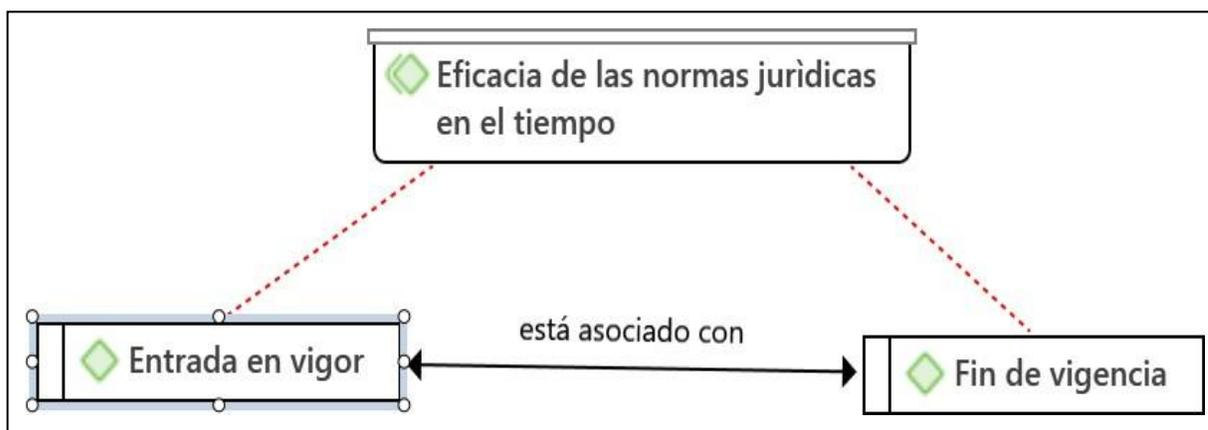 Eficacia de las normas jurìdicas
en el tiempo
está asociado con
Entrada en vigor
Fin de vigencia